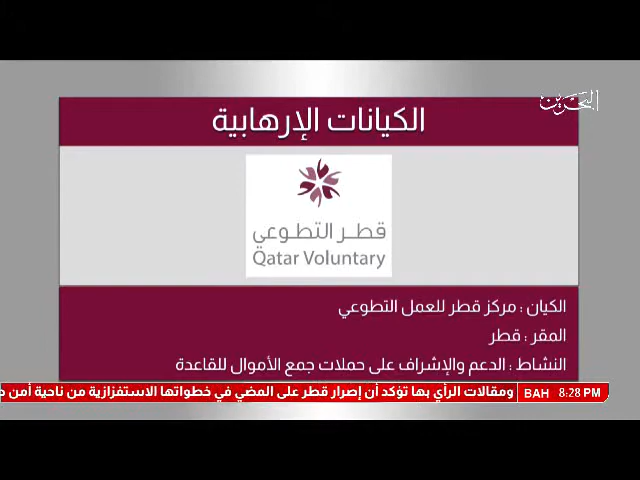 البحرين
الكيانات الإرهابية
قطر التطوعي
Qatar Voluntary
الكيان : مركز قطر للعمل التطوعي
المقر : قطر
النشاط : الدعم والإشراف على حملات جمع الأموال للقاعدة
BAH 8:28 PM
ومقالات الرأي بها تؤكد أن إصرار قطر على المضي في خطواتها الاستفزازية من ناحية أمن